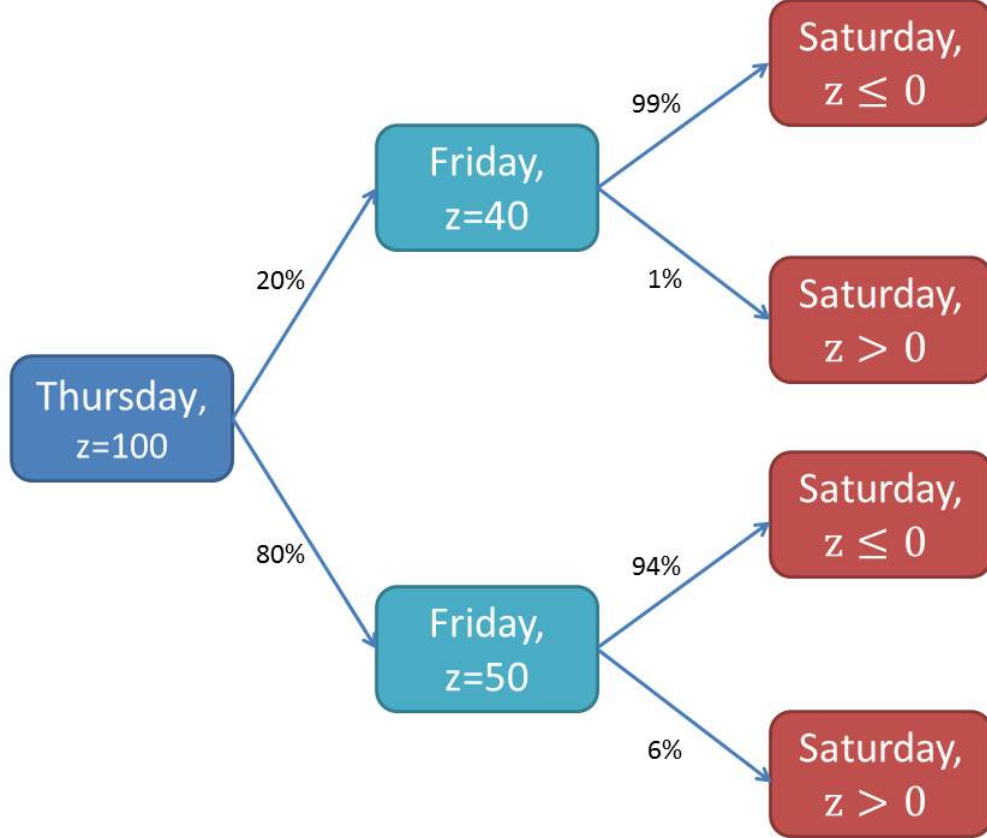 Saturday,
z ≤ 0
99%
Friday,
z=40
20%
1%
Saturday,
z > 0
Thursday,
z=100
80%
Saturday,
z ≤ 0
94%
Friday,
z=50
6%
Saturday,
z > 0